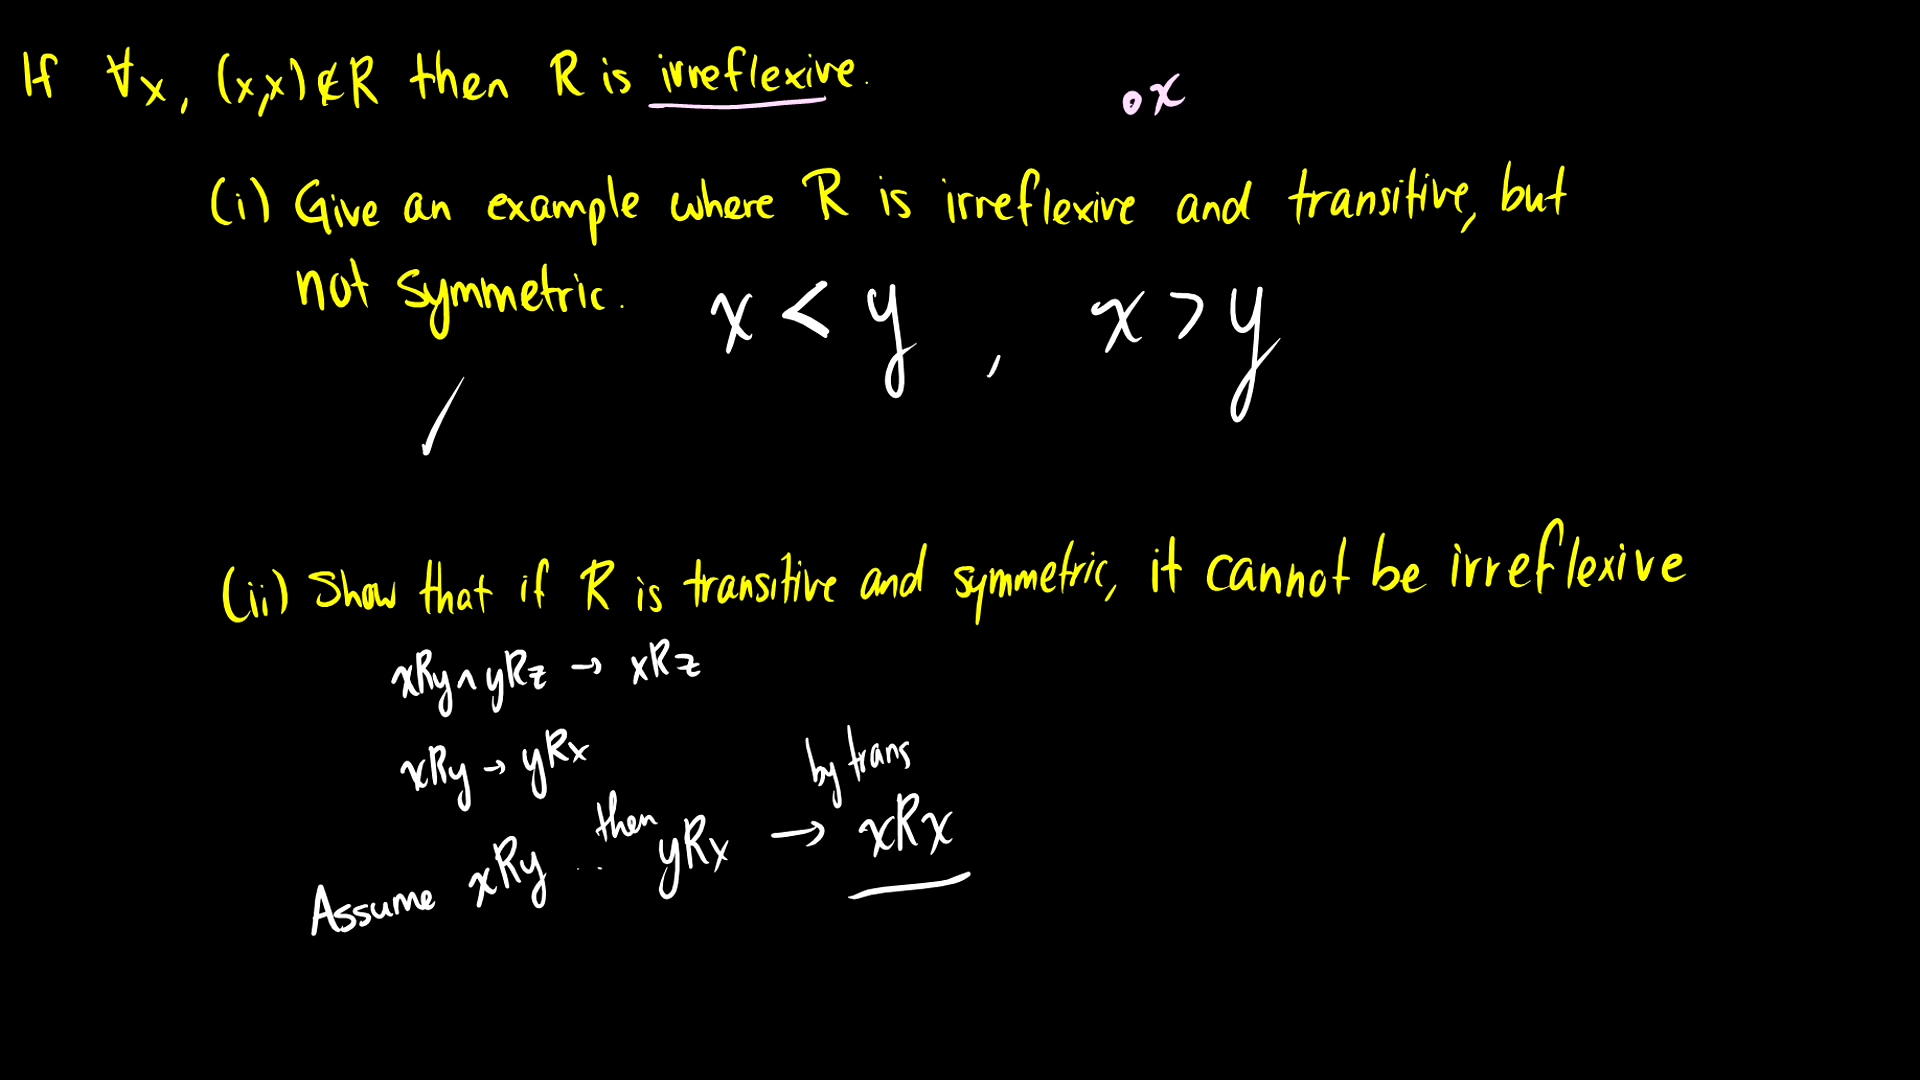 If ∀x, (x,x)∉R then R is irreflexive.
x
(i) Give an example where R is irreflexive and transitive, but
not symmetric. x < y , x > y
(ii) Show that if R is transitive and symmetric, it cannot be irreflexive
xRy ∧ yRz → xRz
xRy → yRx
by trans
Assume xRy .. then yRx → xRx